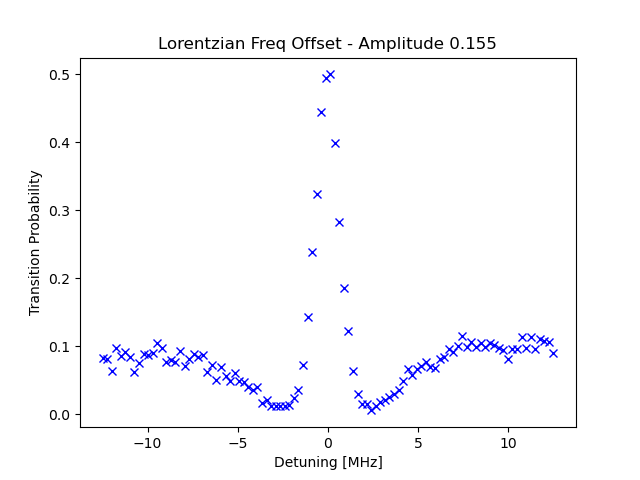 Lorentzian Freq Offset - Amplitude 0.155
Transition Probability
0.5
0.4
0.3
0.2
0.1
0.0
−10 −5 0 5 10
Detuning [MHz]